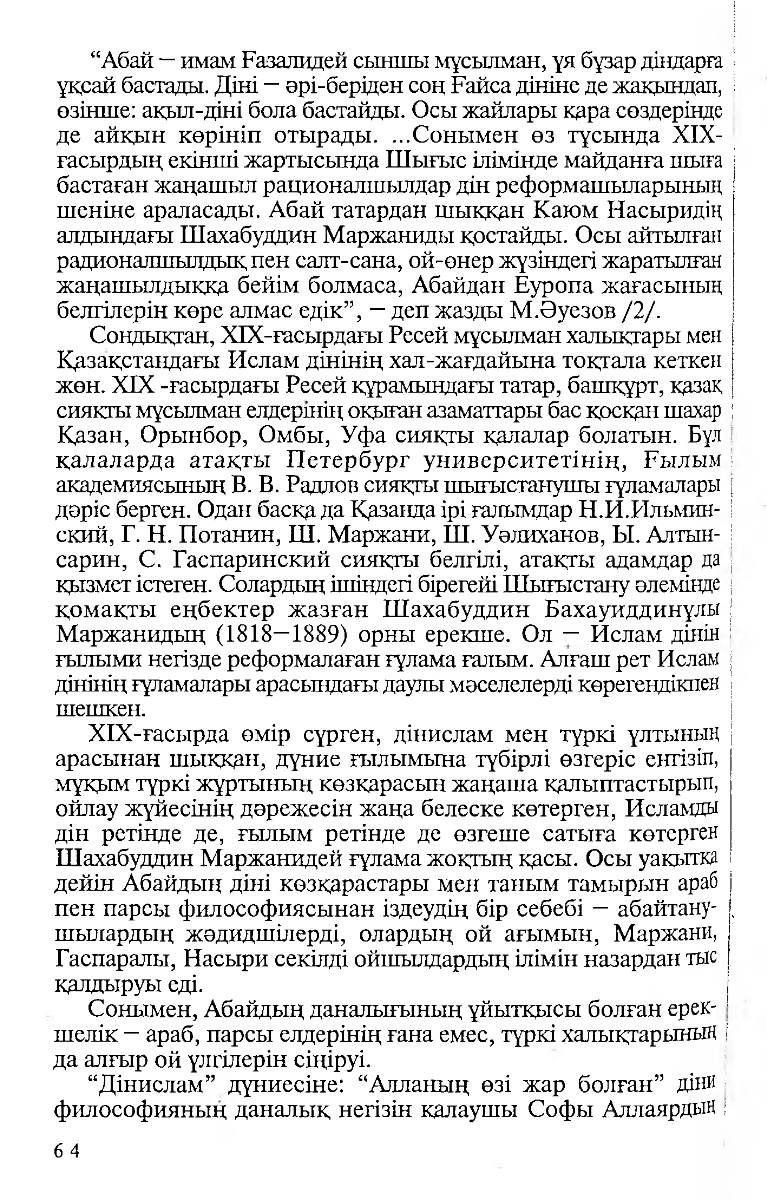 “Абай — имам Ғазалидей сыншы мұсылман, ұя бұзар діндарға
ұқсай бастады. Діні — әрі-беріден соң Ғайса дініне де жақындап,
өзінше: ақыл-діні бола бастайды. Осы жайлары қара сөздерінде
де айқын көрініп отырады. ...Сонымен өз тұсында XIX-
ғасырдың екінші жартысында Шығыс ілімінде майданға шыға
бастаған жаңашыл рационалшылдар дін реформашыларының
шеніне араласады. Абай татардан шыққан Каюм Насыридің
алдындағы Шахабуддин Маржаниды қостайды. Осы айтылған
радионалшылдық пен салт-сана, ой-өнер жүзіндегі жаратылған
жаңашылдыққа бейім болмаса, Абайдан Еуропа жағасының
белгілерін көре алмас едік”, — деп жазды М.Әуезов /2/.
Сондықтан, XIX-ғасырдағы Ресей мұсылман халықтары мен
Қазақстандағы Ислам дінінің хал-жағдайына тоқтала кеткен
жөн. XIX -ғасырдағы Ресей құрамындағы татар, башқұрт, қазақ
сияқты мұсылман елдерінің оқыған азаматтары бас қосқан шахар
Қазан, Орынбор, Омбы, Уфа сияқты қалалар болатын. Бұл
қалаларда атақты Петербург университетінің, Ғылым
академиясының В. В. Радлов сияқты шығыстанушы ғұламалары
дәріс берген. Одан басқа да Қазанда ірі ғалымдар Н.И.Ильмин-
ский, Г. Н. Потанин, Ш. Маржани, Ш. Уәлиханов, Ы. Алтын-
сарин, С. Гаспаринский сияқты белгілі, атақты адамдар да
қызмет істеген. Солардың ішіндегі бірегейі Шығыстану әлемінде
қомақты еңбектер жазған Шахабуддин Бахауиддинұлы
Маржанидың (1818—1889) орны ерекше. Ол — Ислам дінін
ғылыми негізде реформалаған ғұлама ғалым. Алғаш рет Ислам
дінінің ғұламалары арасындағы даулы мәселелерді көрегендікпен
шешкен.
XIX-ғасырда өмір сүрген, дінислам мен түркі ұлтының
арасынан шыққан, дүние ғылымына түбірлі өзгеріс енгізіп,
мұқым түркі жұртының көзқарасын жаңаша қалыптастырып,
ойлау жүйесінің дәрежесін жаңа белеске көтерген, Исламды
дін ретінде де, ғылым ретінде де өзгеше сатыға көтерген
Шахабуддин Маржанидей ғұлама жоқтың қасы. Осы уақытқа
дейін Абайдың діні көзқарастары мен таным тамырын араб
пен парсы философиясынан іздеудің бір себебі — абайтану-
шылардың жәдидшілерді, олардың ой ағымын, Маржани,
Гаспаралы, Насыри секілді ойшылдардың ілімін назардан тыс
қалдыруы еді.
Сонымен, Абайдың даналығының ұйытқысы болған ерек-
шелік — араб, парсы елдерінің ғана емес, түркі халықтарының
да алғыр ой үлгілерін сіңіруі.
“Дінислам” дүниесіне: “Алланың өзі жар болған” діни
философияның даналық негізін қалаушы Софы Аллаярдың
64